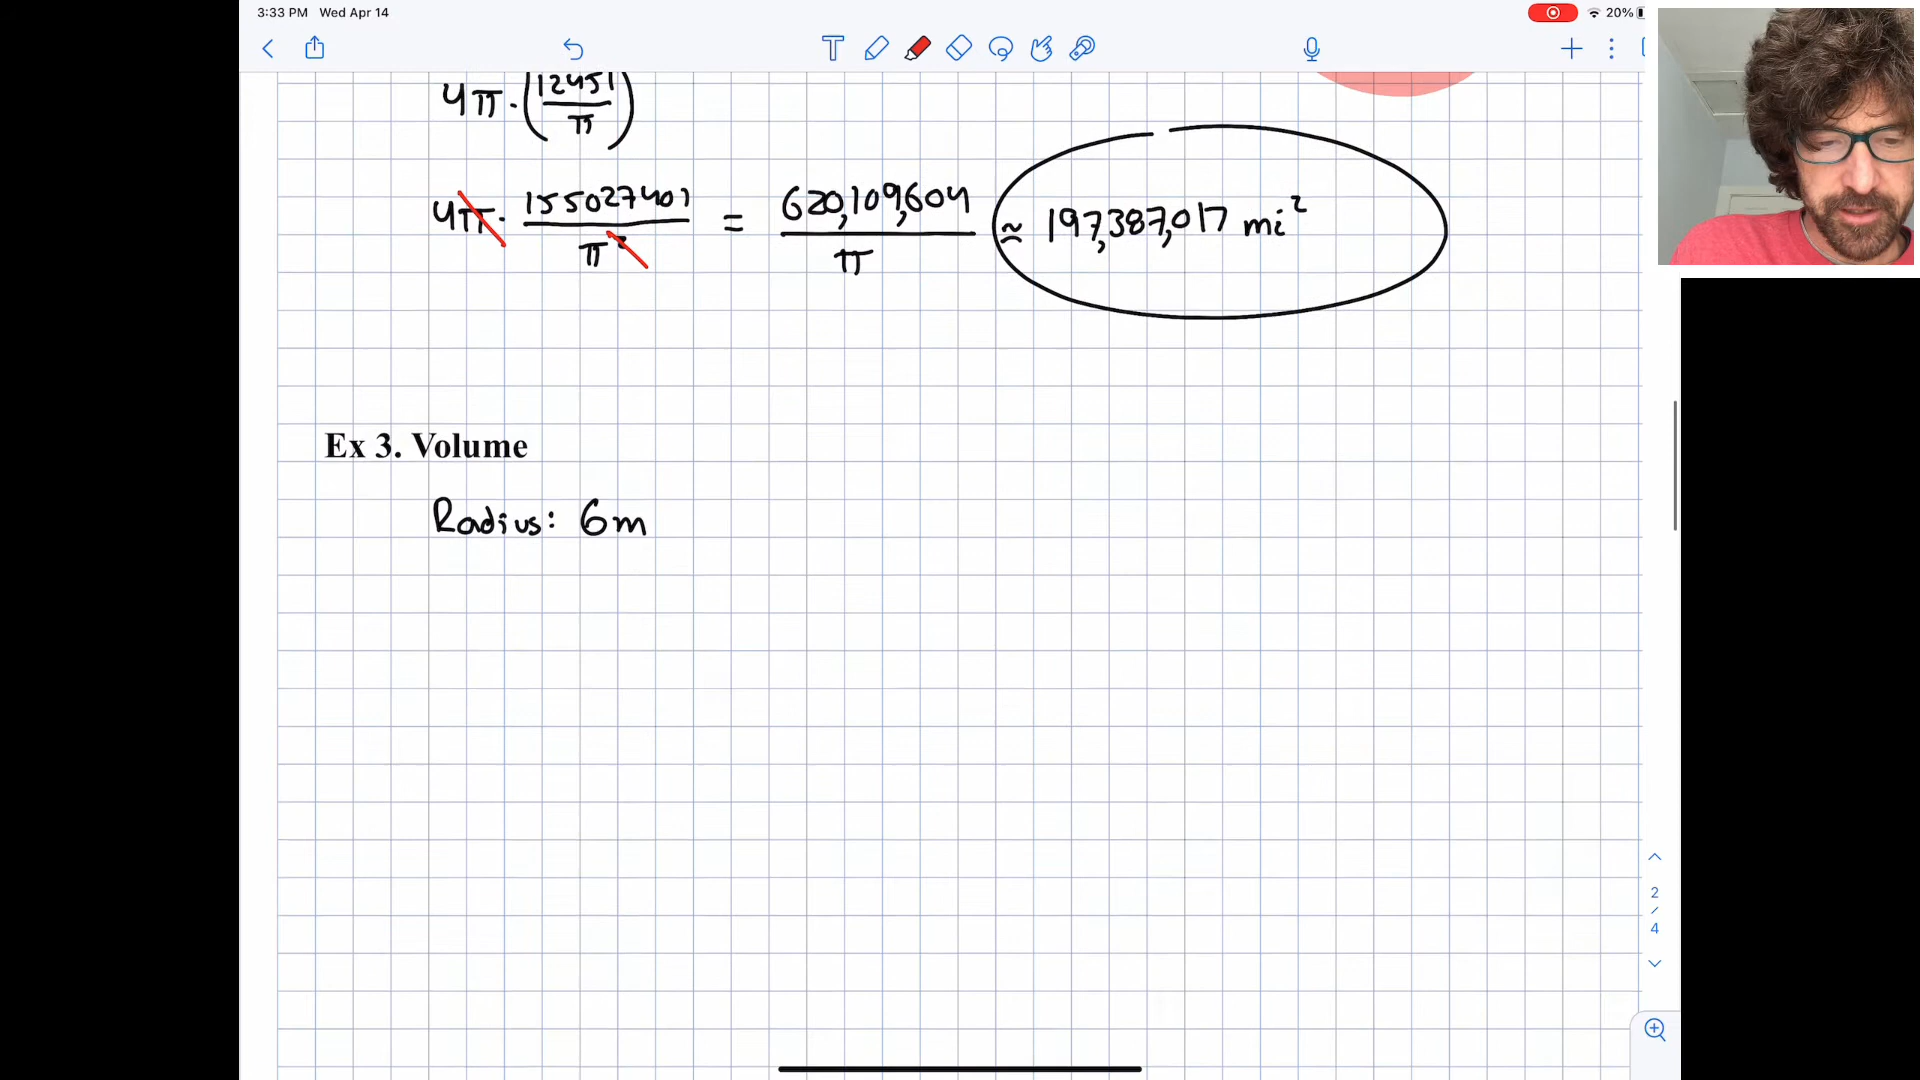 3:33 PM Wed Apr 14
20%
T
4π · (12451/π)
4π · 155027401/π² = 620,109,604/π ≈ 197,387,017 mi²
Ex 3. Volume
Radius: 6m
2
/
4